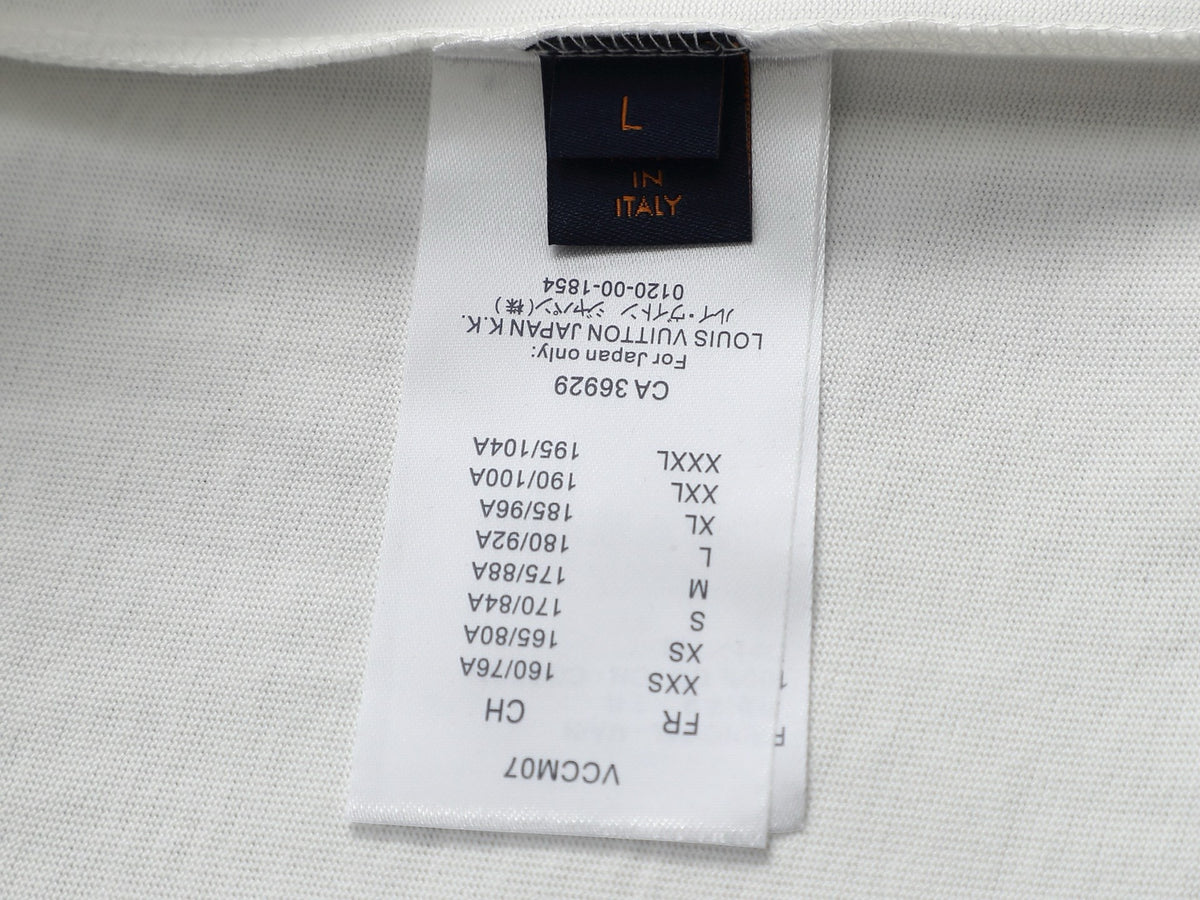 L
IN
ITALY
VCCM07
FR CH
XXS 160/76A
XS 165/80A
S 170/84A
M 175/88A
L 180/92A
XL 185/96A
XXL 190/100A
XXXL 195/104A
CA 36929
For Japan only:
LOUIS VUITTON JAPAN K.K.
ルイ・ヴィトン ジャパン(株)
0120-00-1854